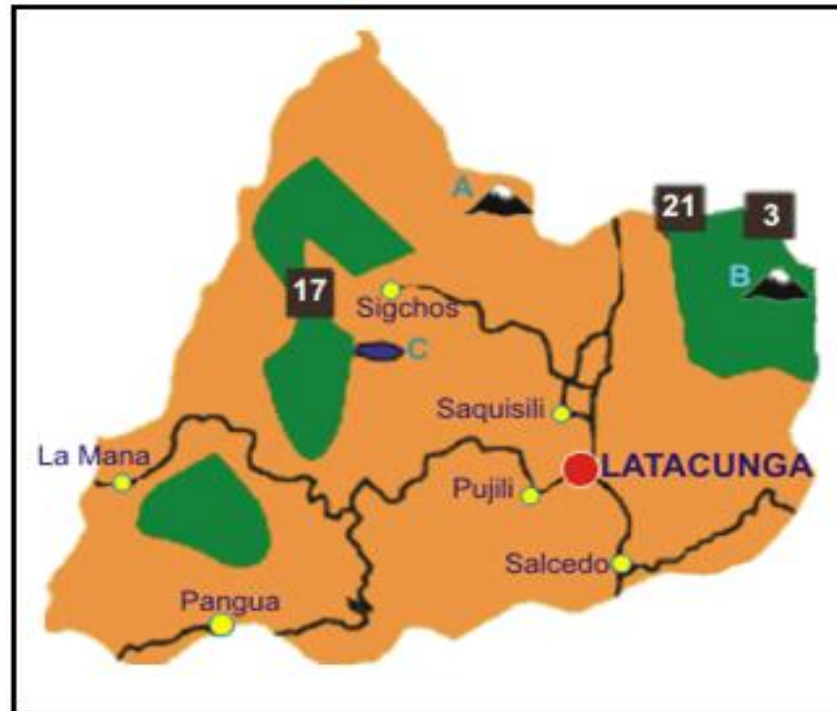 A
21
3
B
17
Sigchos
C
Saquisili
La Mana
LATACUNGA
Pujili
Salcedo
Pangua